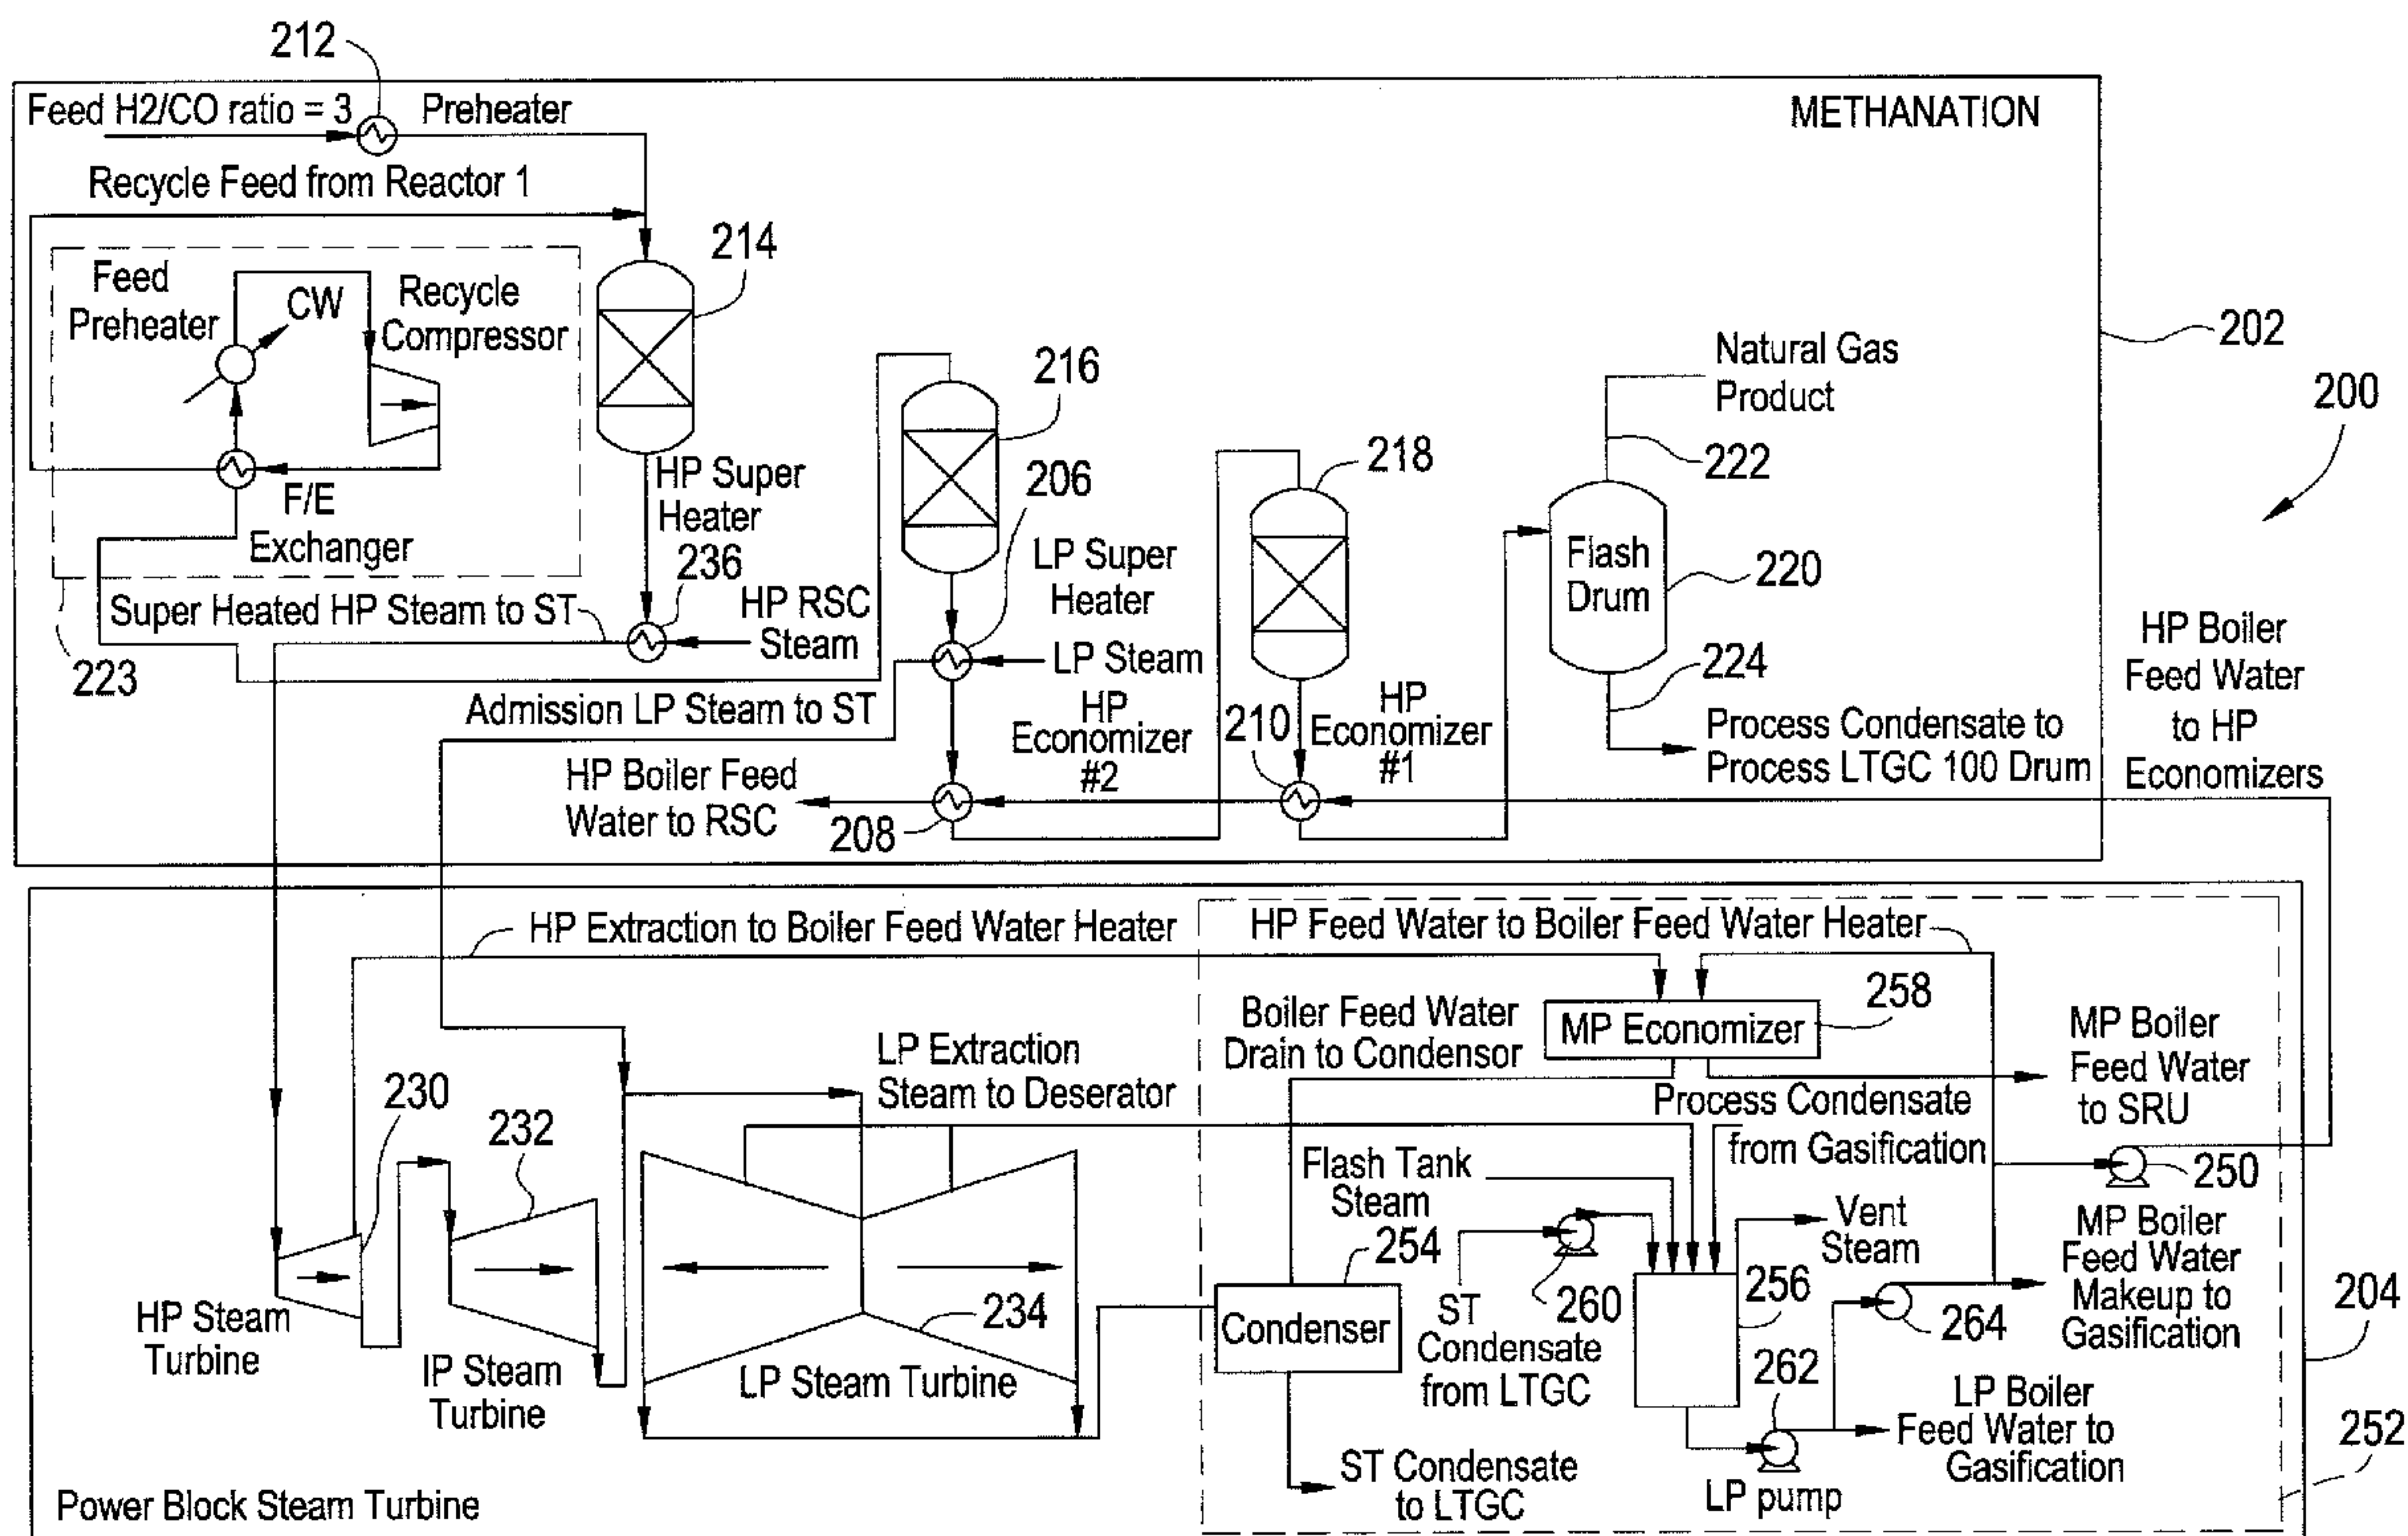 212
Feed H2/CO ratio = 3
Preheater
METHANATION
Recycle Feed from Reactor 1
214
Feed
Preheater
CW
Recycle
Compressor
F/E
Exchanger
223
202
200
216
206
218
Natural Gas
Product
222
Flash
Drum
220
224
Process Condensate to
Process LTGC 100 Drum
HP Super
Heater
236
HP RSC
Steam
Super Heated HP Steam to ST
LP Super
Heater
LP Steam
Admission LP Steam to ST
HP
Economizer
#2
210
HP
Economizer
#1
HP Boiler Feed
Water to RSC
208
HP Boiler
Feed Water
to HP
Economizers
HP Extraction to Boiler Feed Water Heater
HP Feed Water to Boiler Feed Water Heater
258
MP Economizer
Boiler Feed Water
Drain to Condensor
MP Boiler
Feed Water
to SRU
LP Extraction
Steam to Deserator
Process Condensate
from Gasification
230
232
Flash Tank
Steam
254
250
Vent
Steam
MP Boiler
Feed Water
Makeup to
Gasification
256
260
264
204
HP Steam
Turbine
IP Steam
Turbine
234
LP Steam Turbine
Condenser
ST
Condensate
from LTGC
262
LP Boiler
Feed Water to
Gasification
252
ST Condensate
to LTGC
LP pump
Power Block Steam Turbine